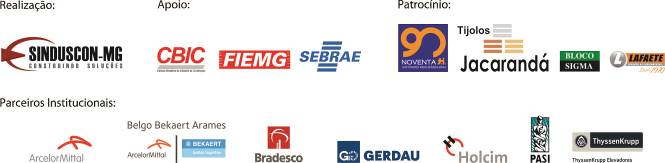 Realização:
Apoio:
Patrocínio:
SINDUSCON-MG
CONSTRUINDO SOLUÇÕES
CBIC
FIEMG
SEBRAE
90
NOVENTA
Tijolos
Jacarandá
BLOCO
SIGMA
L LAFAETE
Parceiros Institucionais:
ArcelorMittal
Belgo Bekaert Arames
ArcelorMittal
BEKAERT
Bradesco
GERDAU
Holcim
PASI
ThyssenKrupp
ThyssenKrupp Elevadores